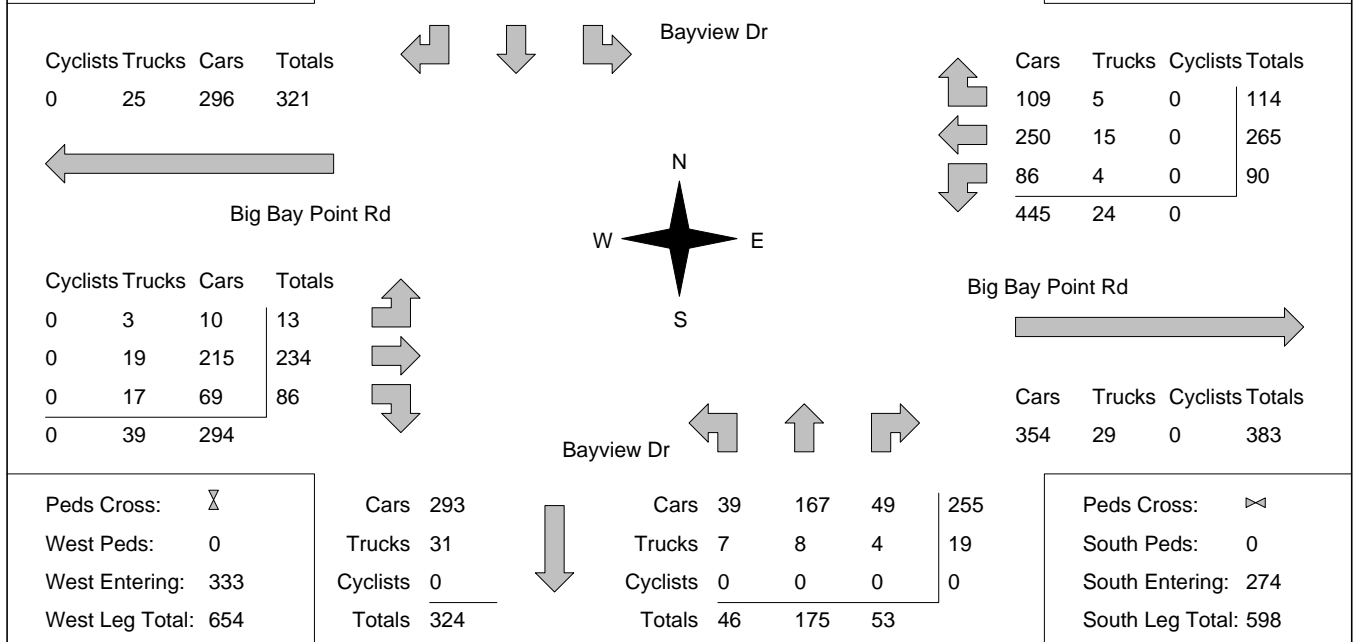 Bayview Dr
Cyclists Trucks Cars Totals
0 25 296 321
Cars Trucks Cyclists Totals
109 5 0 114
250 15 0 265
86 4 0 90
445 24 0
Big Bay Point Rd
N
W E
S
Cyclists Trucks Cars Totals
0 3 10 13
0 19 215 234
0 17 69 86
0 39 294
Big Bay Point Rd
Cars Trucks Cyclists Totals
354 29 0 383
Bayview Dr
Peds Cross:
West Peds: 0
West Entering: 333
West Leg Total: 654
Cars 293
Trucks 31
Cyclists 0
Totals 324
Cars 39 167 49 255
Trucks 7 8 4 19
Cyclists 0 0 0 0
Totals 46 175 53
Peds Cross:
South Peds: 0
South Entering: 274
South Leg Total: 598